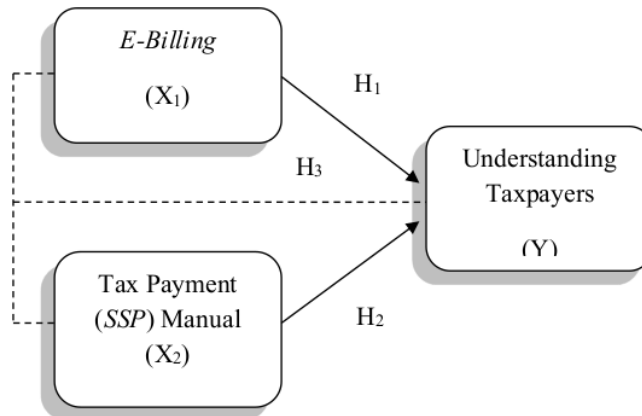 E-Billing
(X₁)
H₁
H₃
Understanding
Taxpayers
(Y)
Tax Payment
(SSP) Manual
(X₂)
H₂